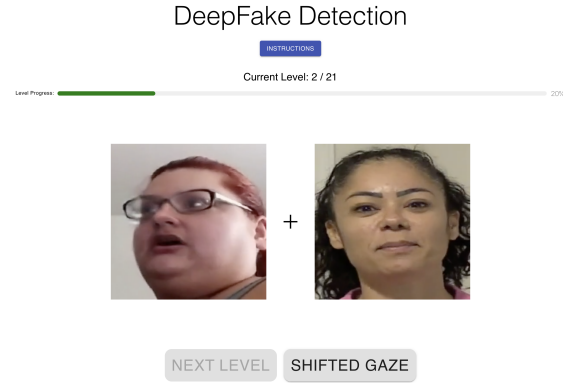 DeepFake Detection
INSTRUCTIONS
Current Level: 2 / 21
Level Progress: 20%
+
NEXT LEVEL SHIFTED GAZE